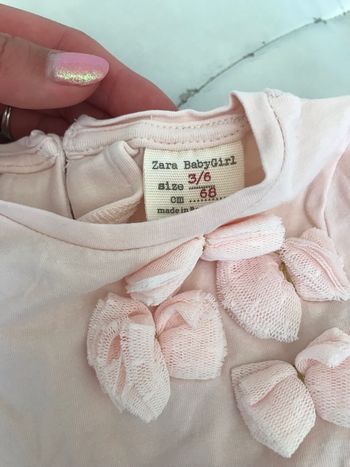 Zara BabyGirl
size 3/6
cm 68
made in